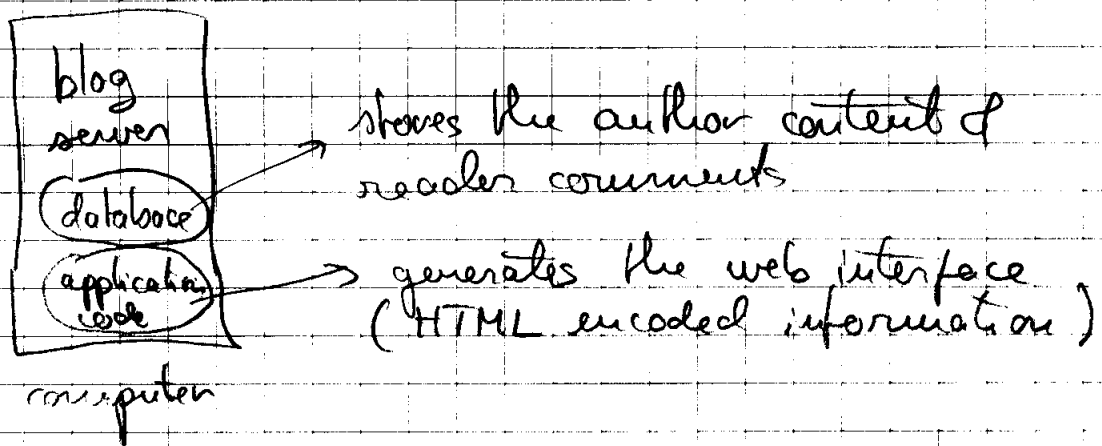 blog
server
database
stores the author content &
reader comments
application
code
generates the web interface
(HTML encoded information)
computer